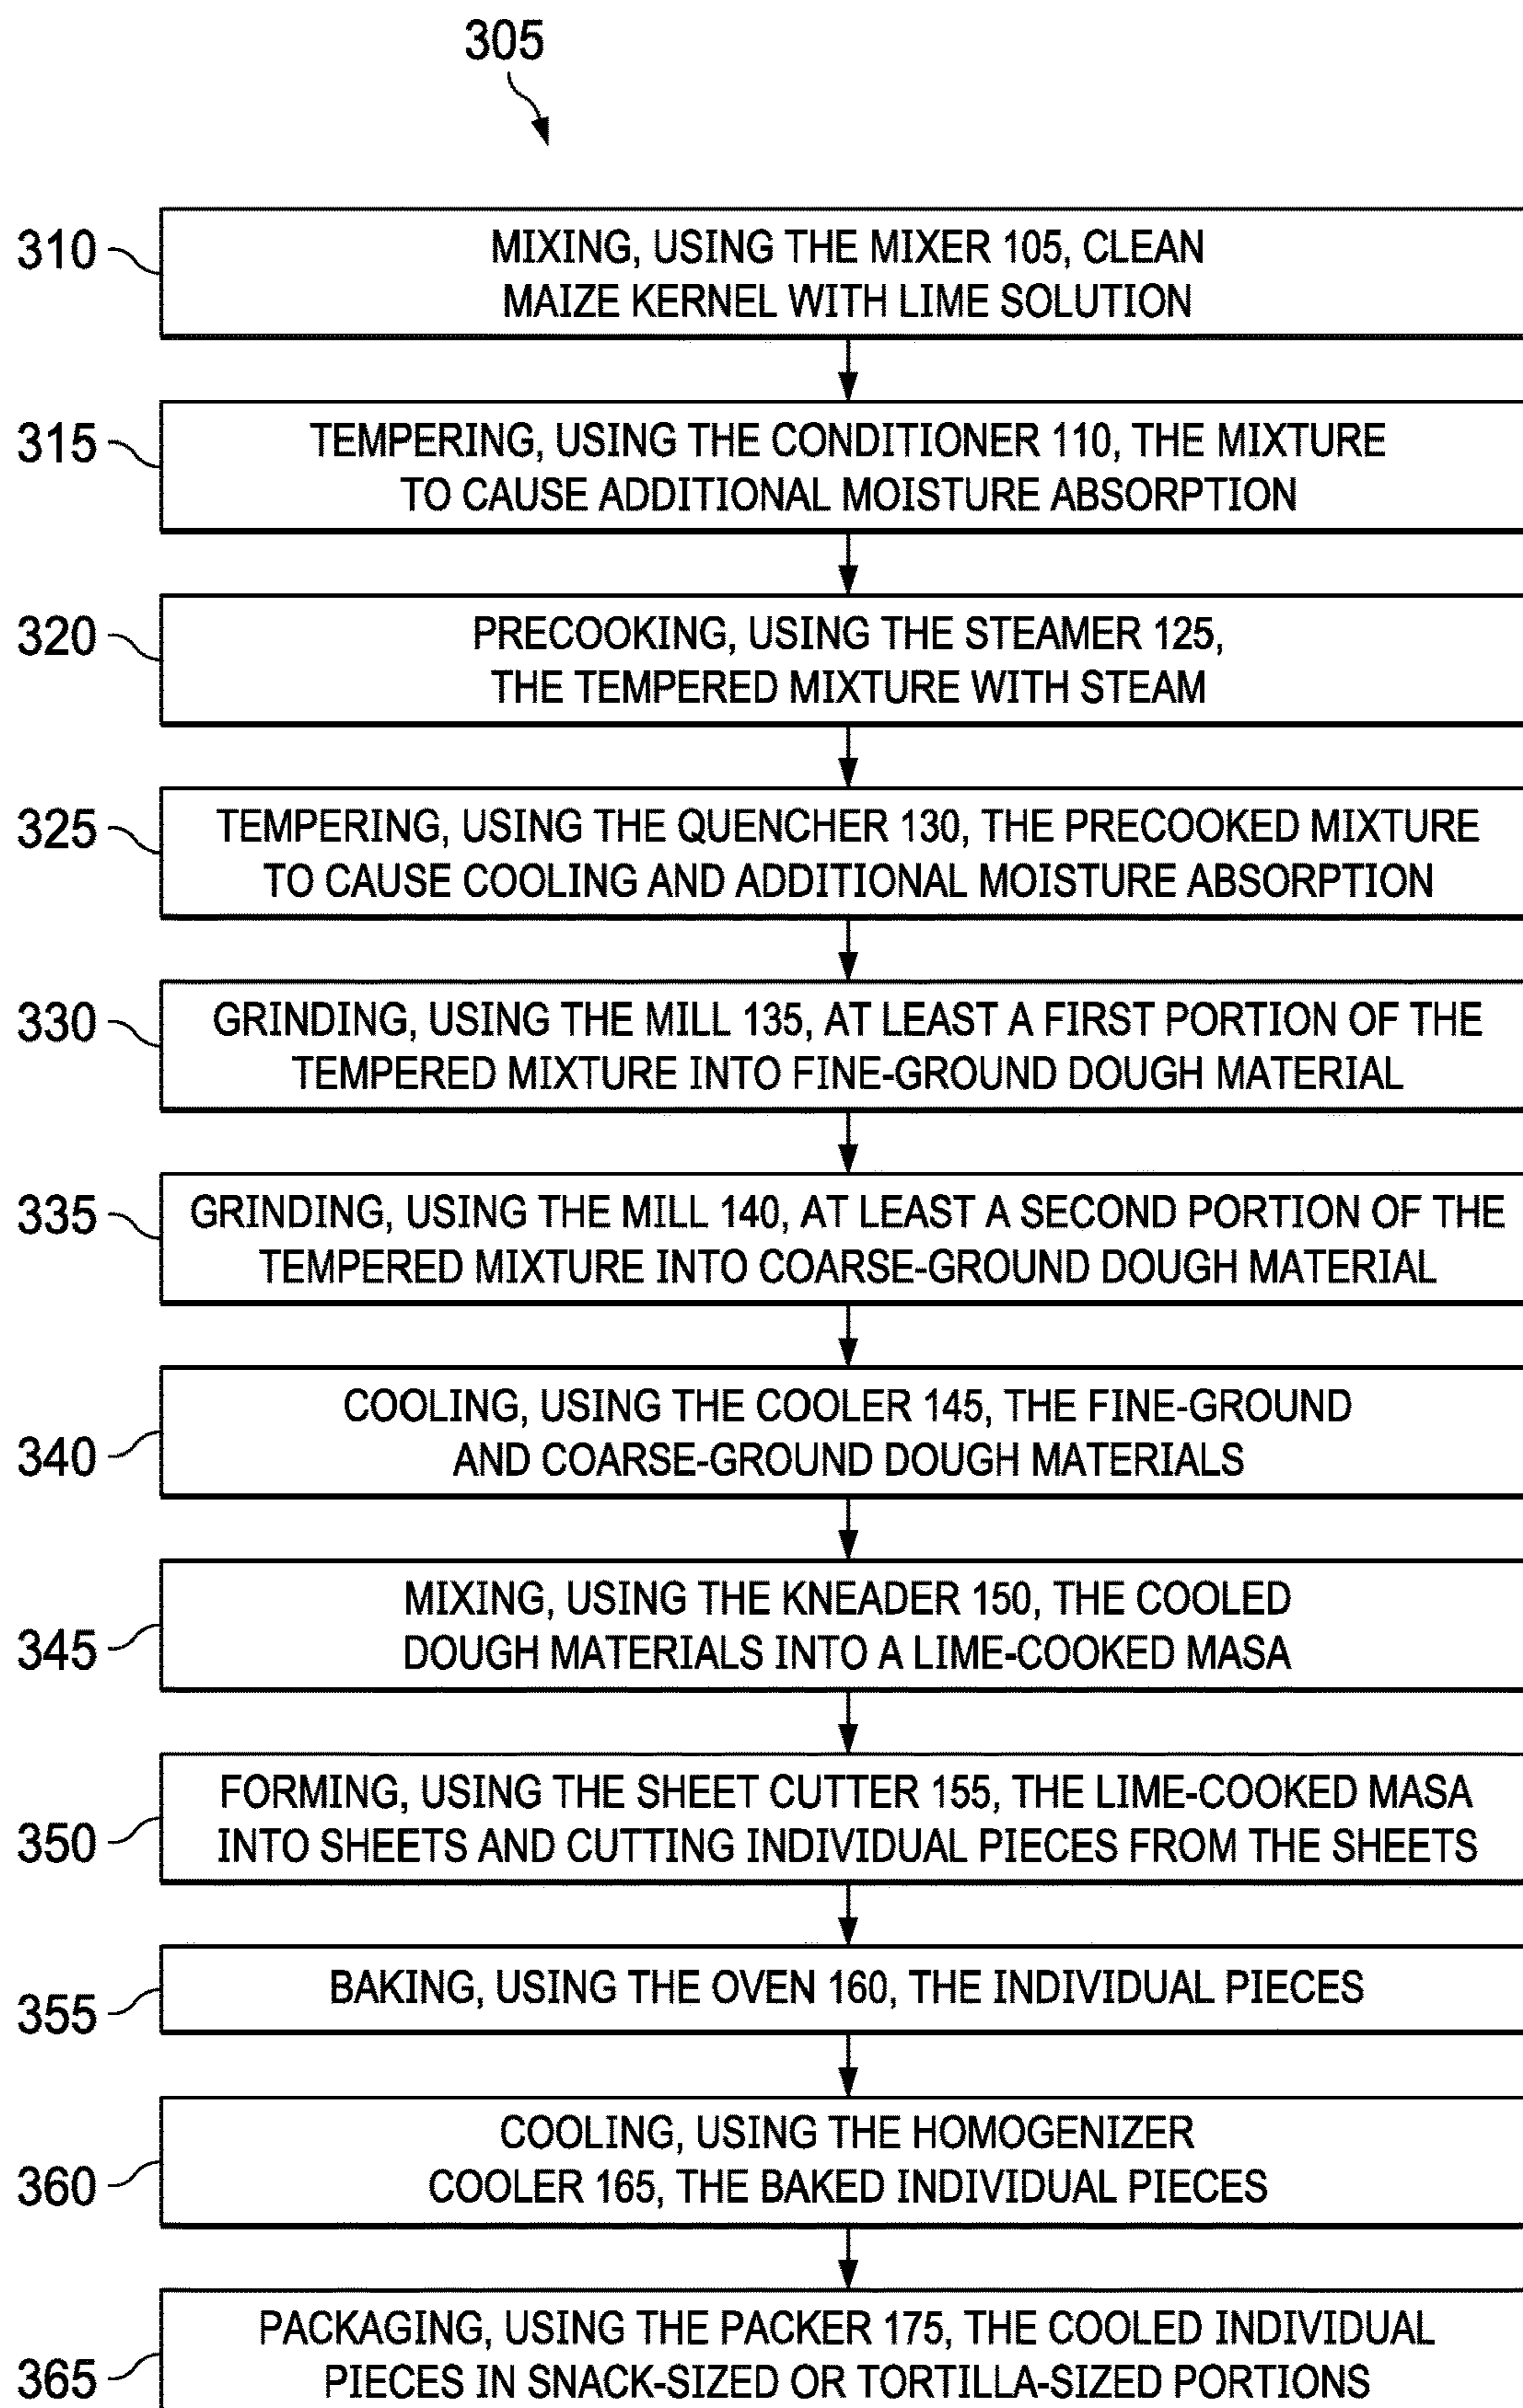 305
310
MIXING, USING THE MIXER 105, CLEAN
MAIZE KERNEL WITH LIME SOLUTION
315
TEMPERING, USING THE CONDITIONER 110, THE MIXTURE
TO CAUSE ADDITIONAL MOISTURE ABSORPTION
320
PRECOOKING, USING THE STEAMER 125,
THE TEMPERED MIXTURE WITH STEAM
325
TEMPERING, USING THE QUENCHER 130, THE PRECOOKED MIXTURE
TO CAUSE COOLING AND ADDITIONAL MOISTURE ABSORPTION
330
GRINDING, USING THE MILL 135, AT LEAST A FIRST PORTION OF THE
TEMPERED MIXTURE INTO FINE-GROUND DOUGH MATERIAL
335
GRINDING, USING THE MILL 140, AT LEAST A SECOND PORTION OF THE
TEMPERED MIXTURE INTO COARSE-GROUND DOUGH MATERIAL
340
COOLING, USING THE COOLER 145, THE FINE-GROUND
AND COARSE-GROUND DOUGH MATERIALS
345
MIXING, USING THE KNEADER 150, THE COOLED
DOUGH MATERIALS INTO A LIME-COOKED MASA
350
FORMING, USING THE SHEET CUTTER 155, THE LIME-COOKED MASA
INTO SHEETS AND CUTTING INDIVIDUAL PIECES FROM THE SHEETS
355
BAKING, USING THE OVEN 160, THE INDIVIDUAL PIECES
360
COOLING, USING THE HOMOGENIZER
COOLER 165, THE BAKED INDIVIDUAL PIECES
365
PACKAGING, USING THE PACKER 175, THE COOLED INDIVIDUAL
PIECES IN SNACK-SIZED OR TORTILLA-SIZED PORTIONS